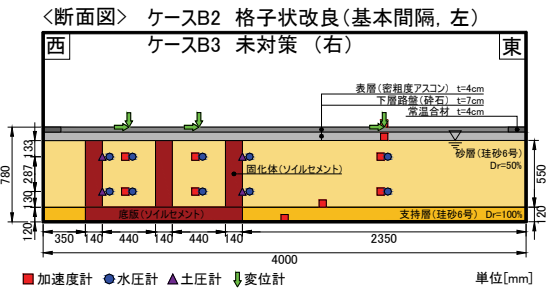 <断面図> ケースB2 格子状改良(基本間隔, 左)
ケースB3 未対策 (右)
西
東
表層(密粗度アスコン) t=4cm
下層路盤(砕石) t=7cm
常温合材 t=4cm
砂層(珪砂6号)
Dr=50%
固化体(ソイルセメント)
底版(ソイルセメント)
支持層(珪砂6号) Dr=100%
780
133
287
130
120
550
120
350
140
440
140
440
140
2350
4000
加速度計 水圧計 土圧計 変位計
単位[mm]